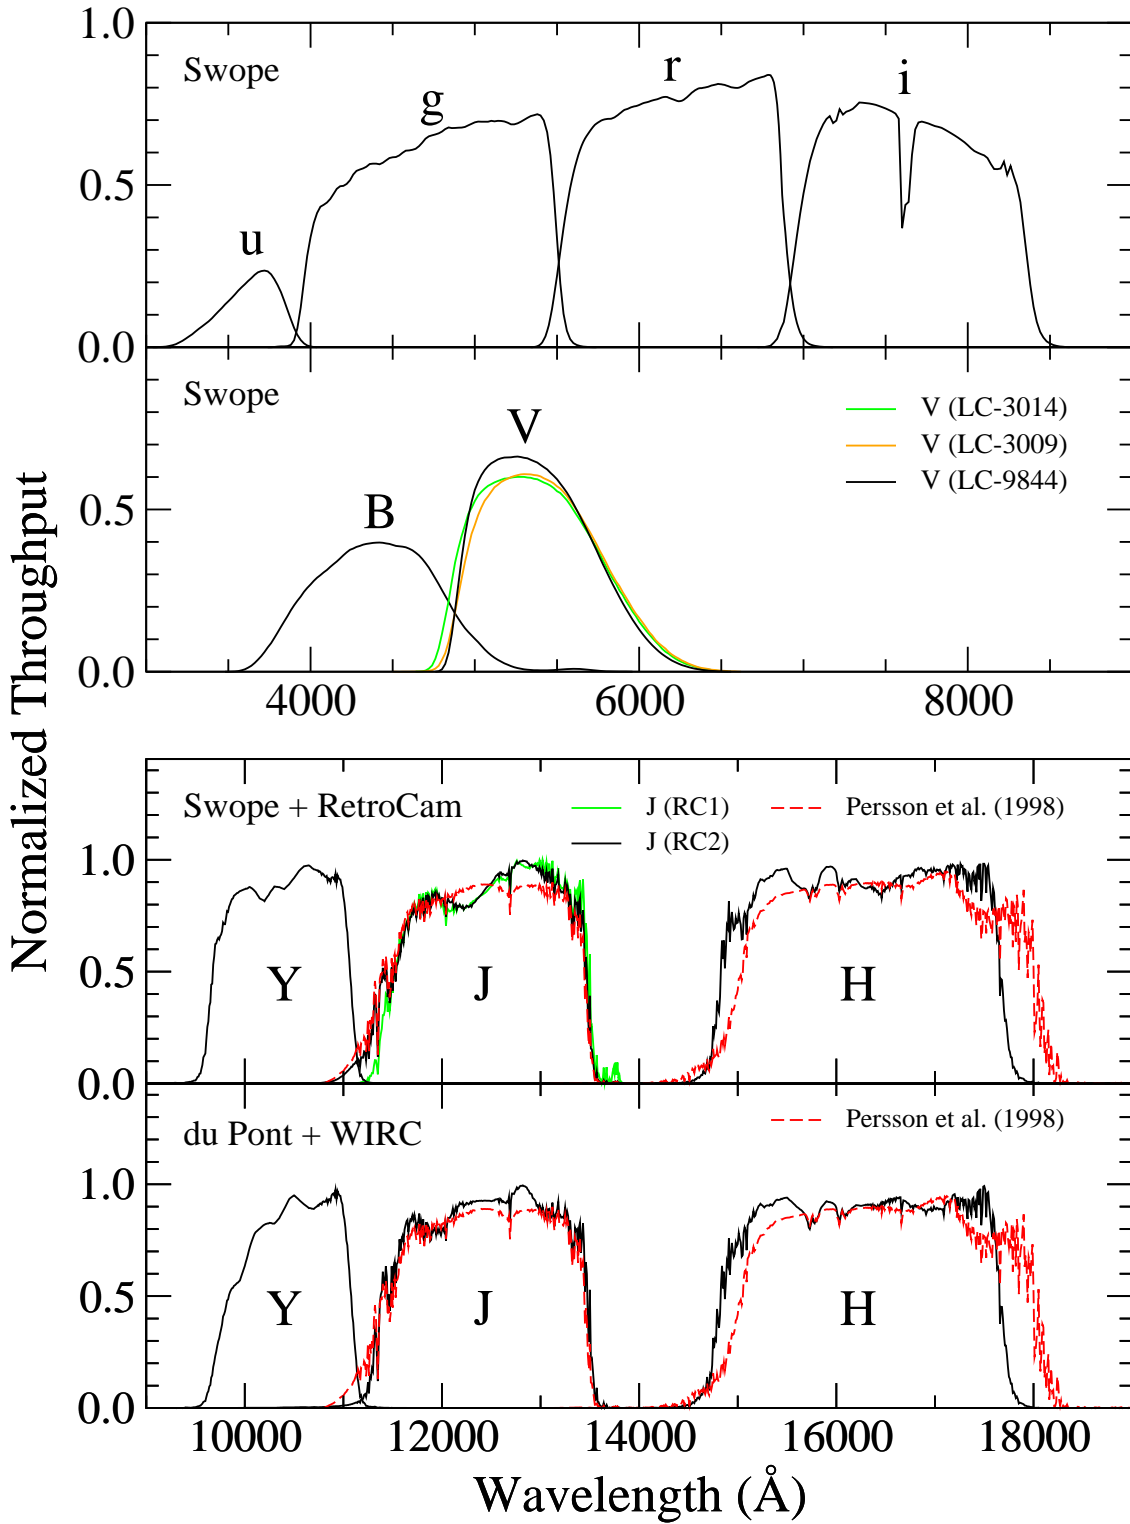 1.0
Swope
u
g
r
i
0.5
0.0
Swope
B
V
V (LC-3014)
V (LC-3009)
V (LC-9844)
0.5
0.0
4000 6000 8000
Normalized Throughput
Swope + RetroCam
J (RC1)
J (RC2)
Persson et al. (1998)
1.0
0.5
0.0
Y
J
H
du Pont + WIRC
Persson et al. (1998)
1.0
0.5
0.0
Y
J
H
10000 12000 14000 16000 18000
Wavelength (Å)